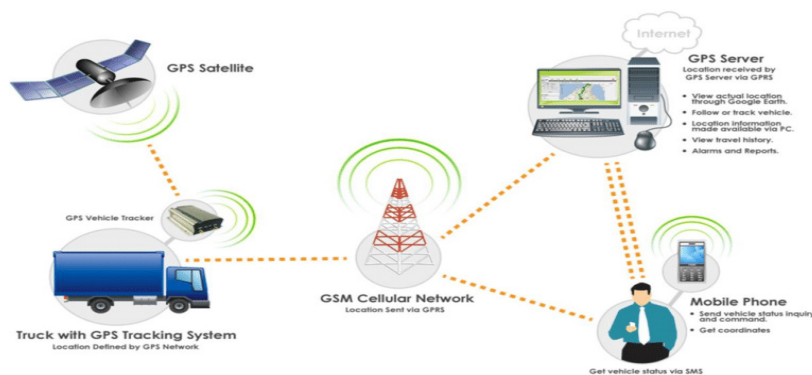 GPS Satellite
Internet
GPS Server
Location received by
GPS Server via GPRS
• View actual location
through Google Earth.
• Follow or track vehicle.
• Location information
made available via PC.
• View travel history.
• Alarms and Reports.
GPS Vehicle Tracker
GSM Cellular Network
Location Sent via GPRS
Truck with GPS Tracking System
Location Defined by GPS Network
Mobile Phone
• Send vehicle status inquiry
and command.
• Get coordinates
Get vehicle status via SMS